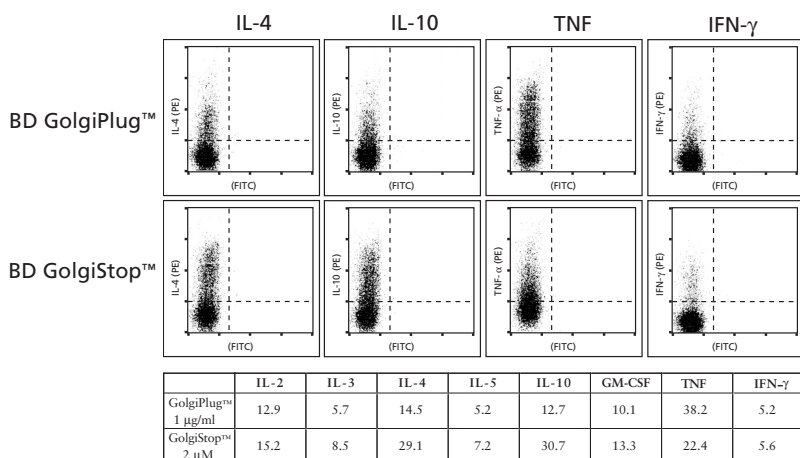 IL-4 IL-10 TNF IFN-γ
BD GolgiPlug™
IL-4 (PE)
(FITC)
IL-10 (PE)
(FITC)
TNF-α (PE)
(FITC)
IFN-γ (PE)
(FITC)
BD GolgiStop™
IL-4 (PE)
(FITC)
IL-10 (PE)
(FITC)
TNF-α (PE)
(FITC)
IFN-γ (PE)
(FITC)
IL-2 IL-3 IL-4 IL-5 IL-10 GM-CSF TNF IFN-γ
GolgiPlug™
1 µg/ml 12.9 5.7 14.5 5.2 12.7 10.1 38.2 5.2
GolgiStop™
2 µM 15.2 8.5 29.1 7.2 30.7 13.3 22.4 5.6